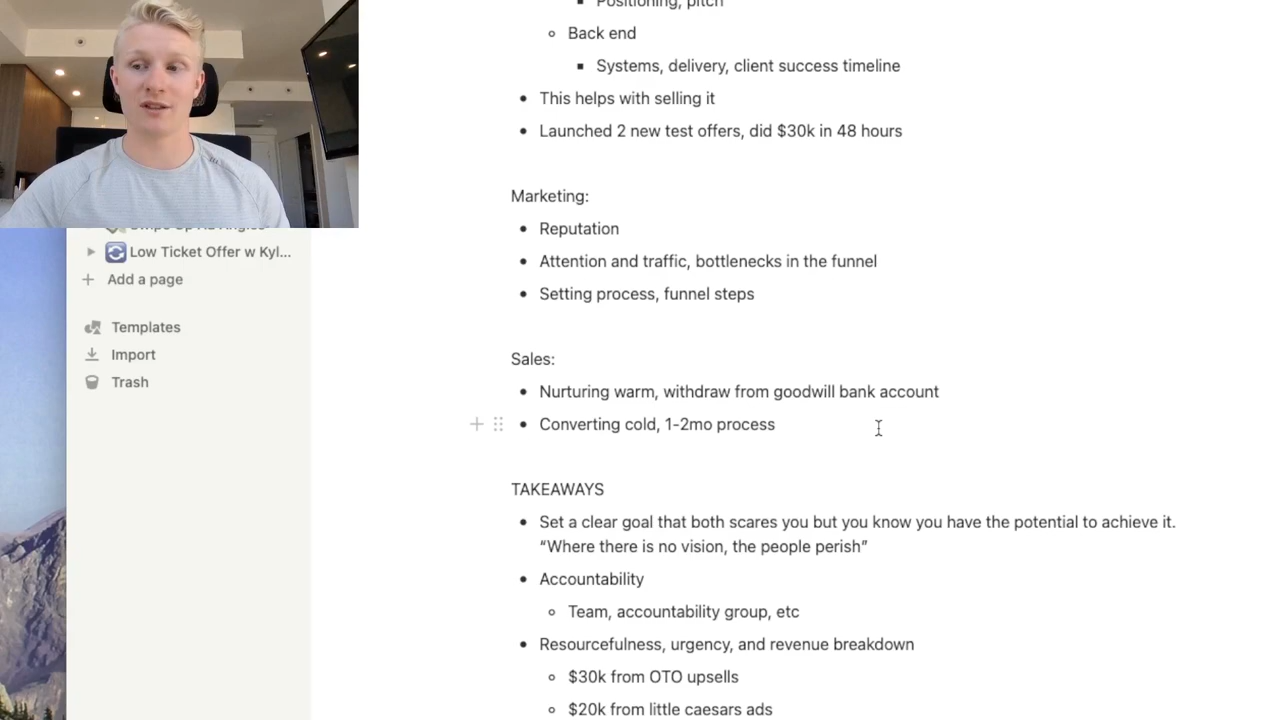 Positioning, pitch
Back end
Systems, delivery, client success timeline
This helps with selling it
Launched 2 new test offers, did $30k in 48 hours
Marketing:
Reputation
Attention and traffic, bottlenecks in the funnel
Setting process, funnel steps
Sales:
Nurturing warm, withdraw from goodwill bank account
Converting cold, 1-2mo process
TAKEAWAYS
Set a clear goal that both scares you but you know you have the potential to achieve it.
“Where there is no vision, the people perish”
Accountability
Team, accountability group, etc
Resourcefulness, urgency, and revenue breakdown
$30k from OTO upsells
$20k from little caesars ads
Low Ticket Offer w Kyl...
Add a page
Templates
Import
Trash